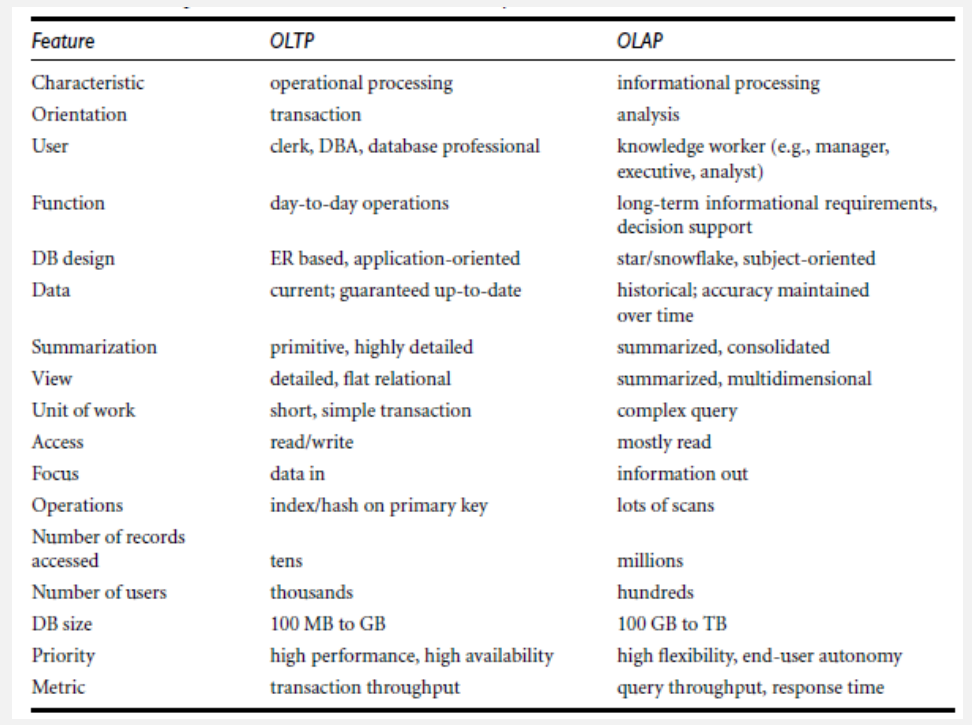 Feature OLTP OLAP
Characteristic operational processing informational processing
Orientation transaction analysis
User clerk, DBA, database professional knowledge worker (e.g., manager,
executive, analyst)
Function day-to-day operations long-term informational requirements,
decision support
DB design ER based, application-oriented star/snowflake, subject-oriented
Data current; guaranteed up-to-date historical; accuracy maintained
over time
Summarization primitive, highly detailed summarized, consolidated
View detailed, flat relational summarized, multidimensional
Unit of work short, simple transaction complex query
Access read/write mostly read
Focus data in information out
Operations index/hash on primary key lots of scans
Number of records
accessed tens millions
Number of users thousands hundreds
DB size 100 MB to GB 100 GB to TB
Priority high performance, high availability high flexibility, end-user autonomy
Metric transaction throughput query throughput, response time